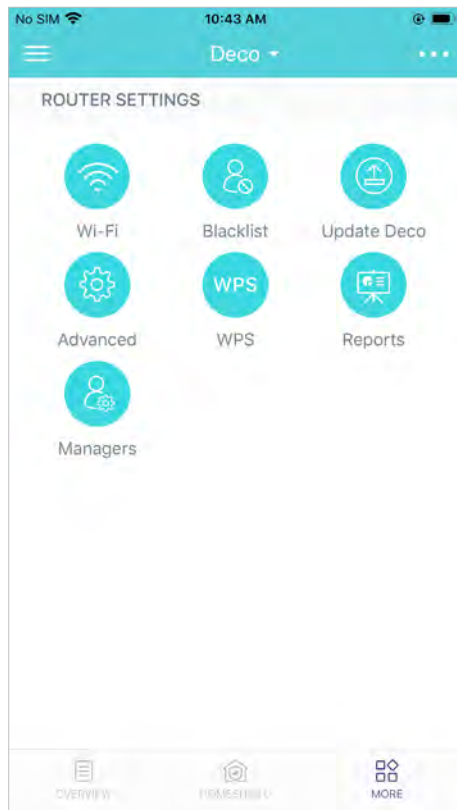 No SIM 10:43 AM
Deco
ROUTER SETTINGS
Wi-Fi Blacklist Update Deco
WPS
Advanced WPS Reports
Managers
OVERVIEW HOMESHIELD MORE